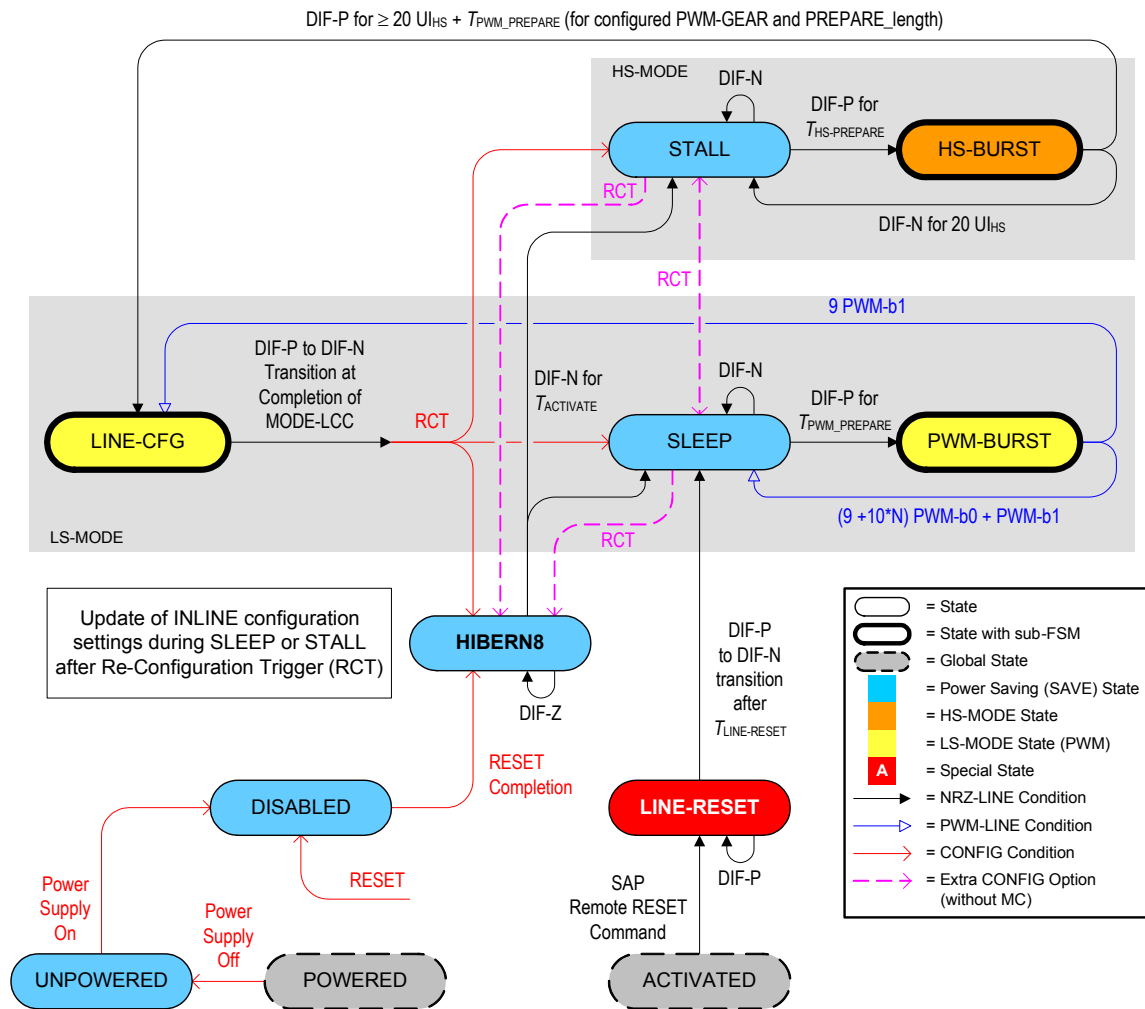 DIF-P for ≥ 20 UIHS + TPWM_PREPARE (for configured PWM-GEAR and PREPARE_length)
HS-MODE
DIF-N
DIF-P for
THS-PREPARE
STALL
HS-BURST
RCT
DIF-N for 20 UIHS
RCT
9 PWM-b1
DIF-P to DIF-N
Transition at
Completion of
MODE-LCC
DIF-N for
TACTIVATE
DIF-N
DIF-P for
TPWM_PREPARE
LINE-CFG
RCT
SLEEP
PWM-BURST
RCT
(9 +10*N) PWM-b0 + PWM-b1
LS-MODE
Update of INLINE configuration
settings during SLEEP or STALL
after Re-Configuration Trigger (RCT)
HIBERN8
DIF-Z
DIF-P
to DIF-N
transition
after
TLINE-RESET
RESET
Completion
DISABLED
LINE-RESET
RESET
DIF-P
Power
Supply
On
Power
Supply
Off
SAP
Remote RESET
Command
UNPOWERED
POWERED
ACTIVATED
= State
= State with sub-FSM
= Global State
= Power Saving (SAVE) State
= HS-MODE State
= LS-MODE State (PWM)
A = Special State
= NRZ-LINE Condition
= PWM-LINE Condition
= CONFIG Condition
= Extra CONFIG Option
(without MC)